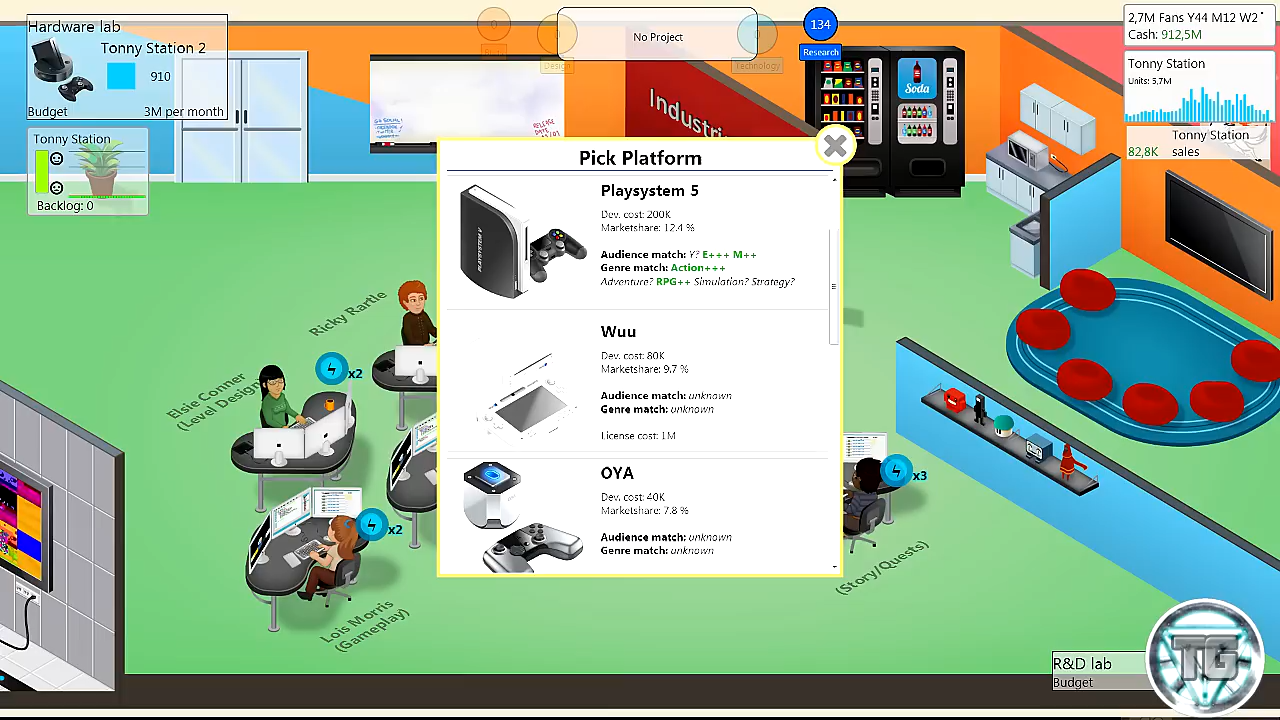 Hardware lab
Tonny Station 2
910
Budget
3M per month
Tonny Station
Backlog: 0
0
No Project
Design
Technology
134
Research
2,7M Fans Y44 M12 W2
Cash: 912,5M
Tonny Station
Units: 5,7M
Tonny Station
82,8K
sales
Soda
Industri
RELEASE
DATE
Pick Platform
Playsystem 5
Dev. cost: 200K
Marketshare: 12.4 %
Audience match: Y? E+++ M++
Genre match: Action+++
Adventure? RPG++ Simulation? Strategy?
PLAYSYSTEM V
Wuu
Dev. cost: 80K
Marketshare: 9.7 %
Audience match: unknown
Genre match: unknown
License cost: 1M
OYA
Dev. cost: 40K
Marketshare: 7.8 %
Audience match: unknown
Genre match: unknown
Ricky Rartle
x2
Elsie Conner
(Level Design)
x2
Lois Morris
(Gameplay)
x3
(Story/Quests)
R&D lab
Budget
TG